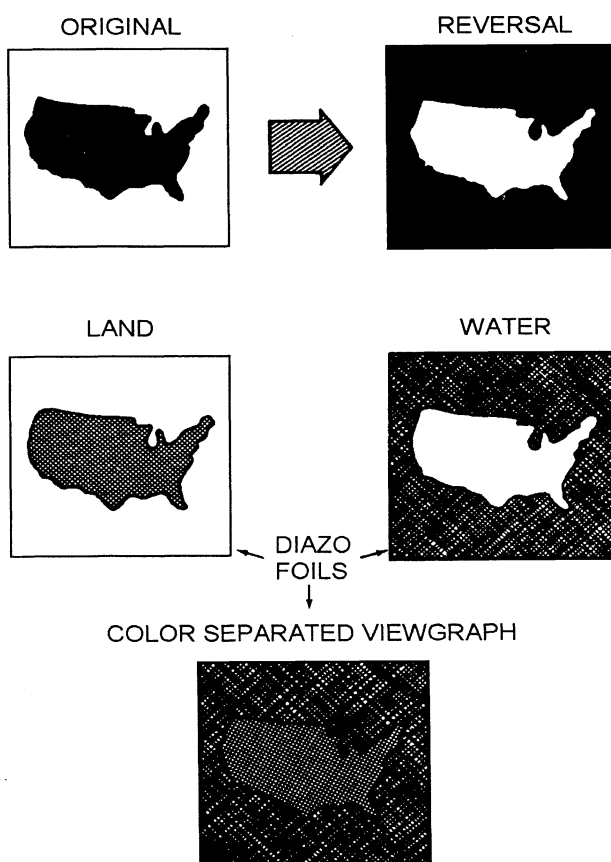 ORIGINAL
REVERSAL
LAND
WATER
DIAZO
FOILS
COLOR SEPARATED VIEWGRAPH